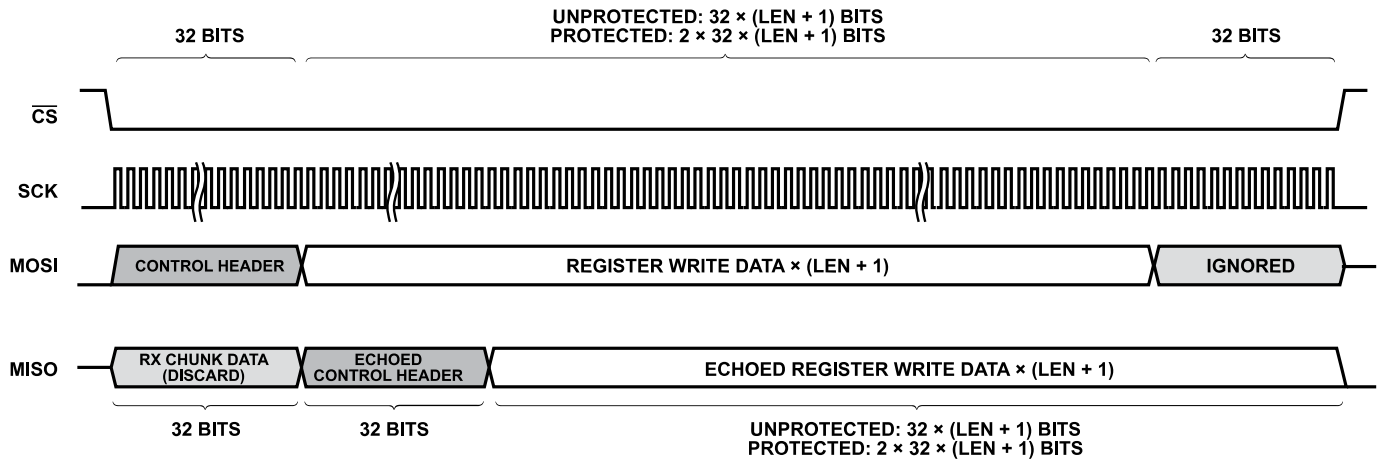 UNPROTECTED: 32 × (LEN + 1) BITS
32 BITS PROTECTED: 2 × 32 × (LEN + 1) BITS 32 BITS
CS
SCK
MOSI CONTROL HEADER REGISTER WRITE DATA × (LEN + 1) IGNORED
MISO RX CHUNK DATA (DISCARD) ECHOED CONTROL HEADER ECHOED REGISTER WRITE DATA × (LEN + 1)
32 BITS 32 BITS UNPROTECTED: 32 × (LEN + 1) BITS
PROTECTED: 2 × 32 × (LEN + 1) BITS